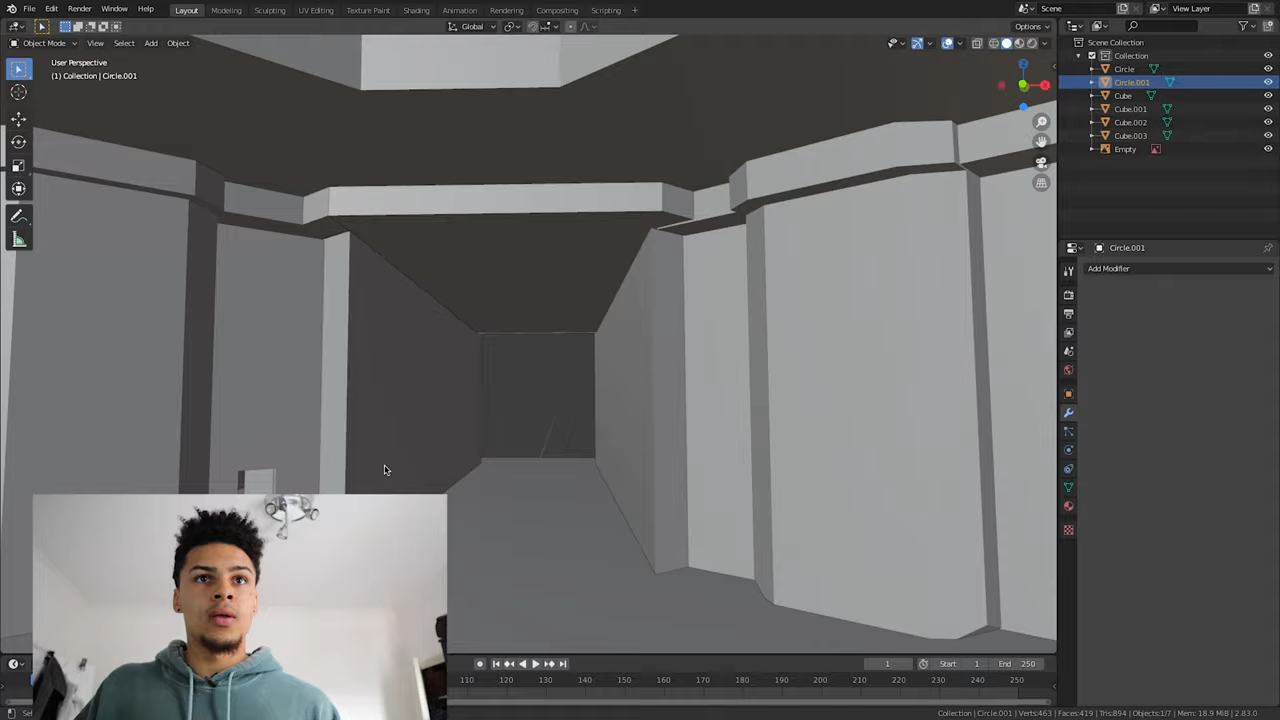 File Edit Render Window Help Layout Modeling Sculpting UV Editing Texture Paint Shading Animation Rendering Compositing Scripting + Scene View Layer
Global Options
Object Mode View Select Add Object
User Perspective
(1) Collection | Circle.001
Scene Collection
Collection
Circle
Circle.001
Cube
Cube.001
Cube.002
Cube.003
Empty
Circle.001
Add Modifier
1 Start 1 End 250
110 120 130 140 150 160 170 180 190 200 210 220 230 240 250
Collection | Circle.001 | Verts:463 | Faces:419 | Tris:894 | Objects:1/7 | Mem: 18.9 MiB | 2.83.0